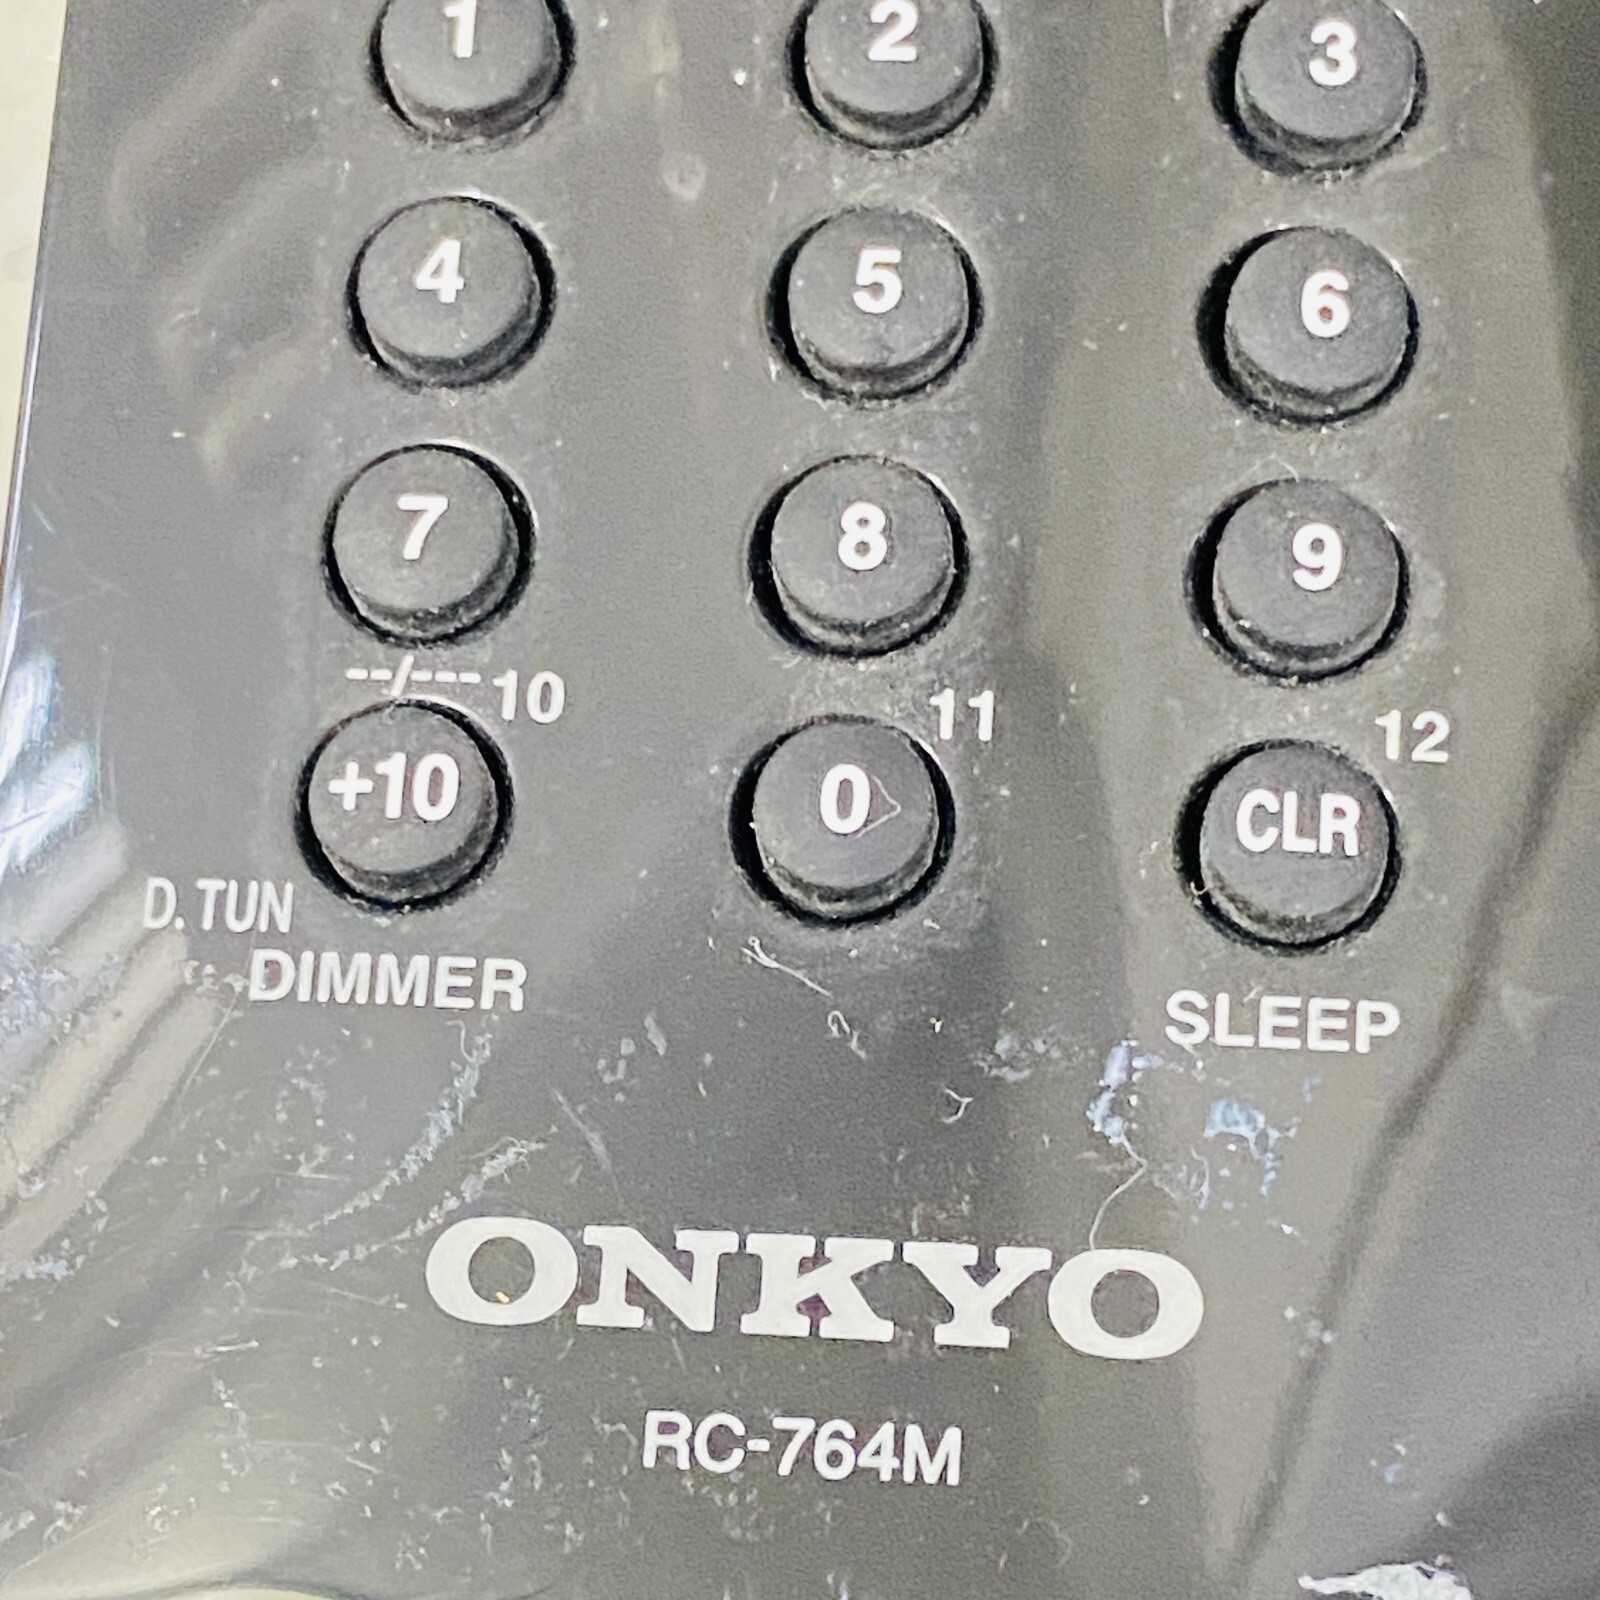 1 2 3
4 5 6
7 8 9
--/--- 10 11 12
+10 0 CLR
D. TUN
DIMMER SLEEP
ONKYO
RC-764M